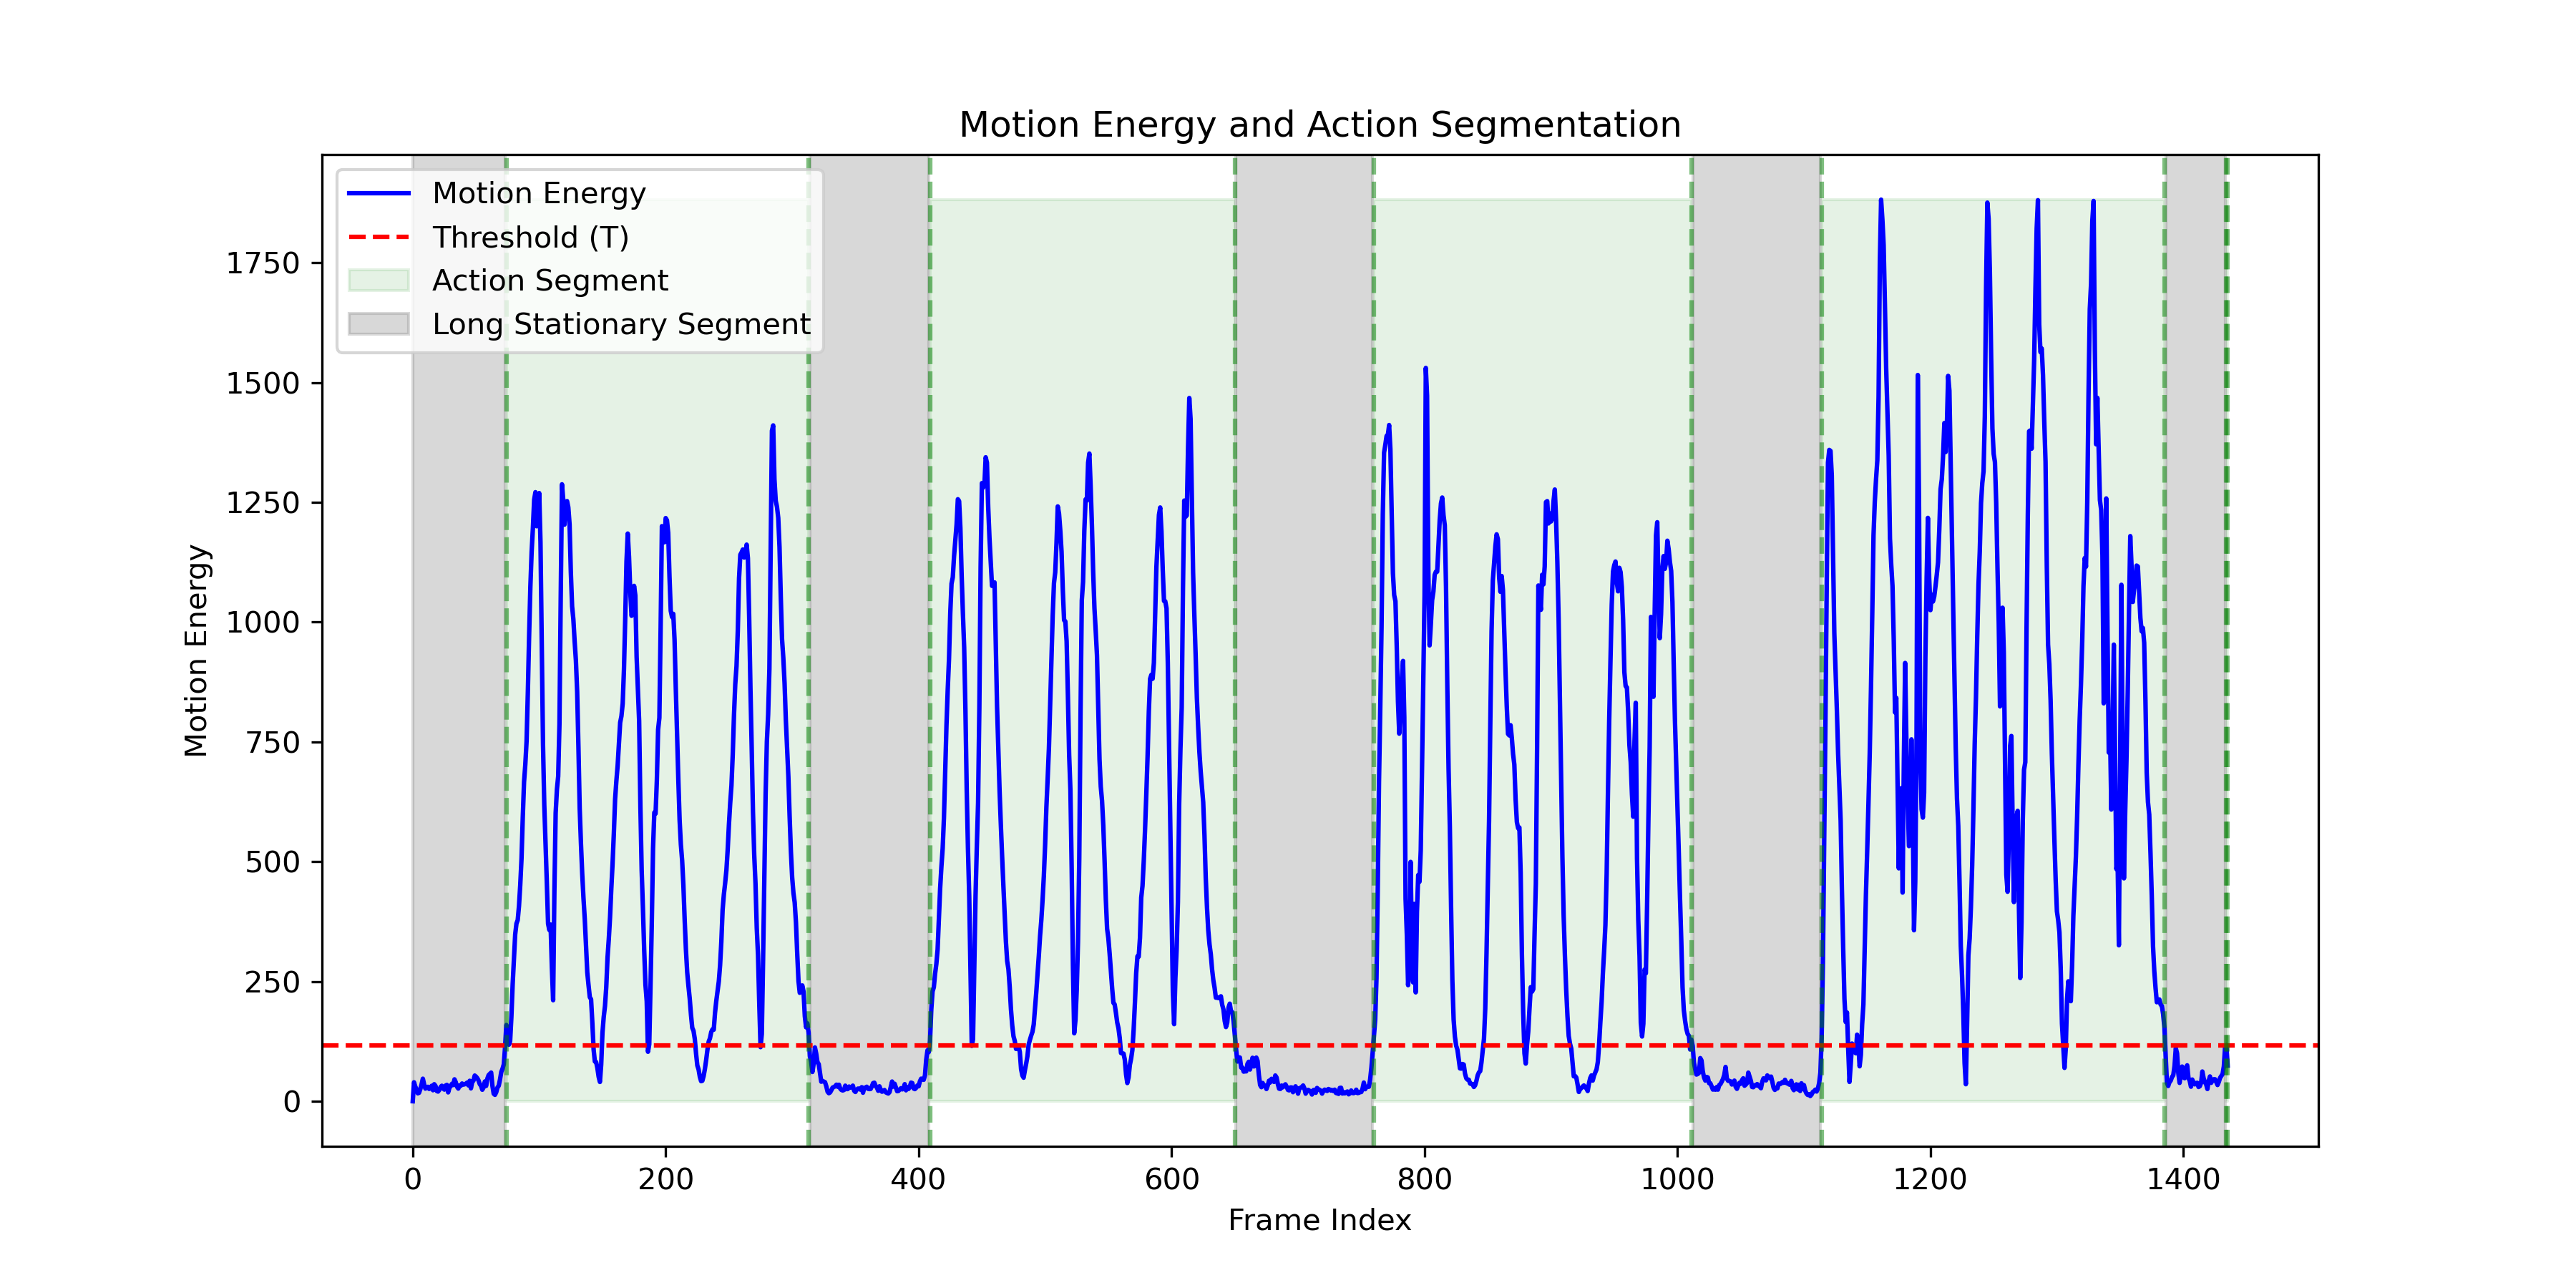 Motion Energy and Action Segmentation
Motion Energy
Threshold (T)
Action Segment
Long Stationary Segment
1750
1500
1250
1000
750
500
250
0
Motion Energy
0 200 400 600 800 1000 1200 1400
Frame Index